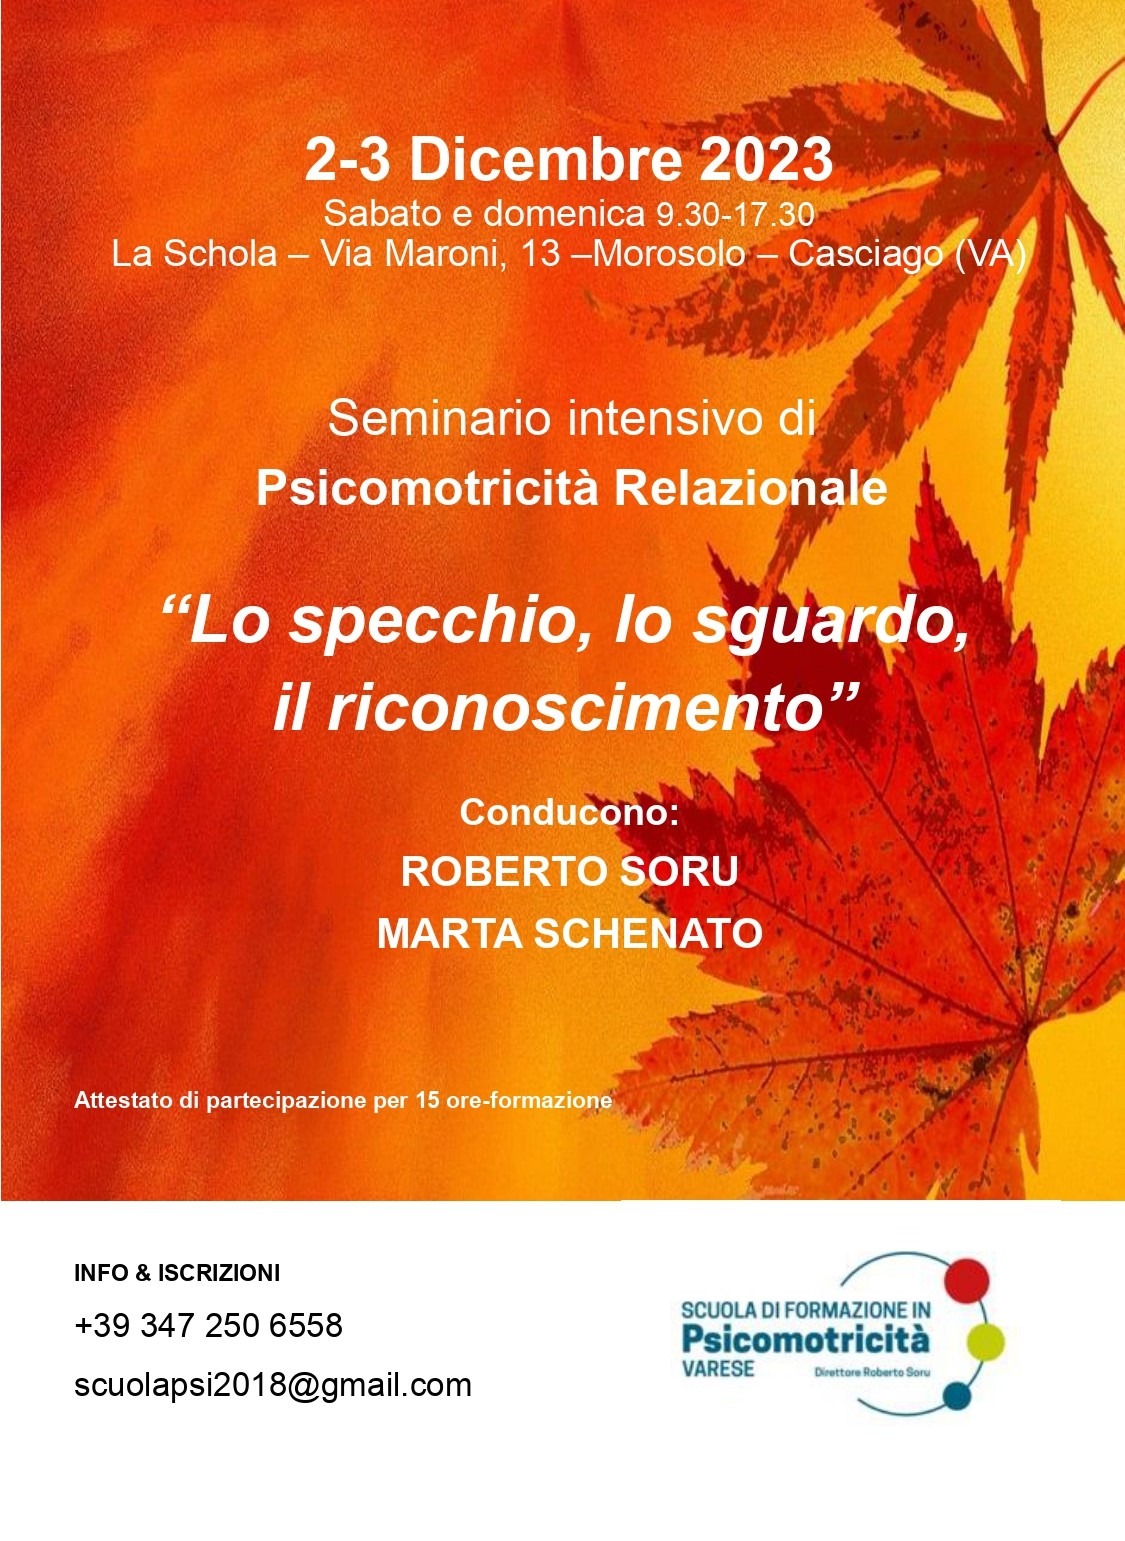 2-3 Dicembre 2023
Sabato e domenica 9.30-17.30
La Schola – Via Maroni, 13 –Morosolo – Casciago (VA)
Seminario intensivo di
Psicomotricità Relazionale
“Lo specchio, lo sguardo,
il riconoscimento”
Conducono:
ROBERTO SORU
MARTA SCHENATO
Attestato di partecipazione per 15 ore-formazione
INFO & ISCRIZIONI
+39 347 250 6558
scuolapsi2018@gmail.com
SCUOLA DI FORMAZIONE IN
Psicomotricità
VARESE Direttore Roberto Soru